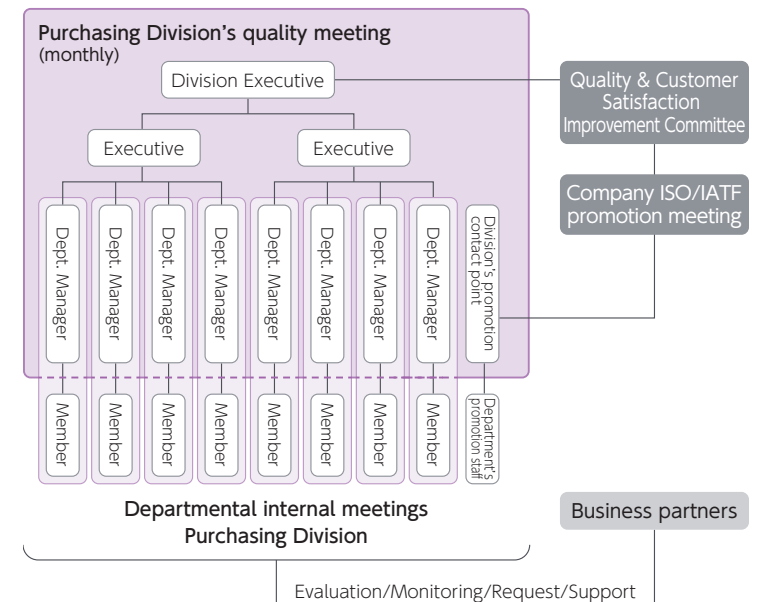 Purchasing Division's quality meeting
(monthly)
Division Executive
Quality & Customer
Satisfaction
Improvement Committee
Executive
Executive
Company ISO/IATF
promotion meeting
Dept. Manager
Dept. Manager
Dept. Manager
Dept. Manager
Dept. Manager
Dept. Manager
Dept. Manager
Dept. Manager
Division's promotion
contact point
Member
Member
Member
Member
Member
Member
Member
Member
Department's
promotion staff
Departmental internal meetings
Purchasing Division
Business partners
Evaluation/Monitoring/Request/Support